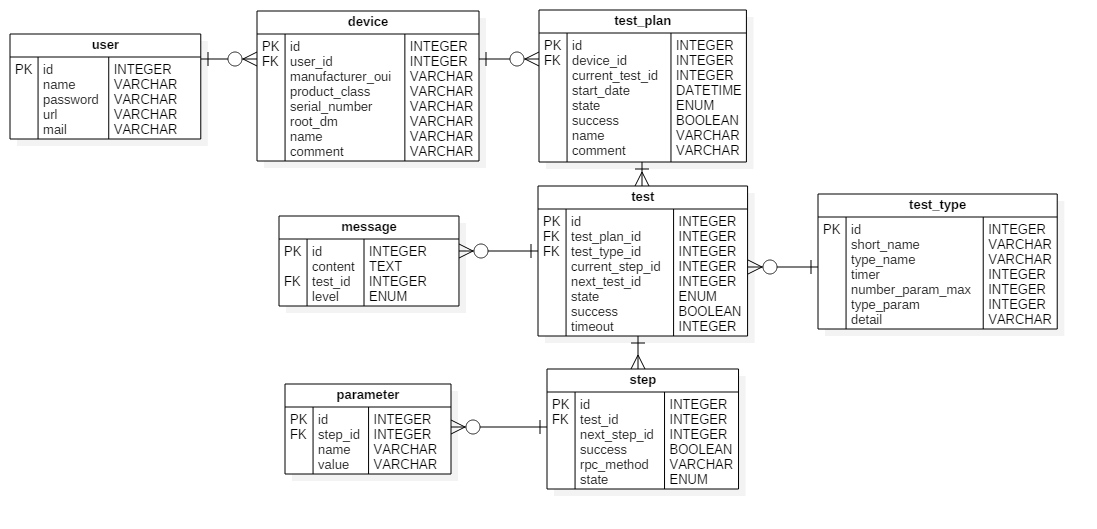 user
PK id INTEGER
name VARCHAR
password VARCHAR
url VARCHAR
mail VARCHAR
device
PK id INTEGER
FK user_id INTEGER
manufacturer_oui VARCHAR
product_class VARCHAR
serial_number VARCHAR
root_dm VARCHAR
name VARCHAR
comment VARCHAR
test_plan
PK id INTEGER
FK device_id INTEGER
current_test_id INTEGER
start_date DATETIME
state ENUM
success BOOLEAN
name VARCHAR
comment VARCHAR
message
PK id INTEGER
content TEXT
FK test_id INTEGER
level ENUM
test
PK id INTEGER
FK test_plan_id INTEGER
FK test_type_id INTEGER
current_step_id INTEGER
next_test_id INTEGER
state ENUM
success BOOLEAN
timeout INTEGER
test_type
PK id INTEGER
short_name VARCHAR
type_name VARCHAR
timer INTEGER
number_param_max INTEGER
type_param INTEGER
detail VARCHAR
parameter
PK id INTEGER
FK step_id INTEGER
name VARCHAR
value VARCHAR
step
PK id INTEGER
FK test_id INTEGER
next_step_id INTEGER
success BOOLEAN
rpc_method VARCHAR
state ENUM